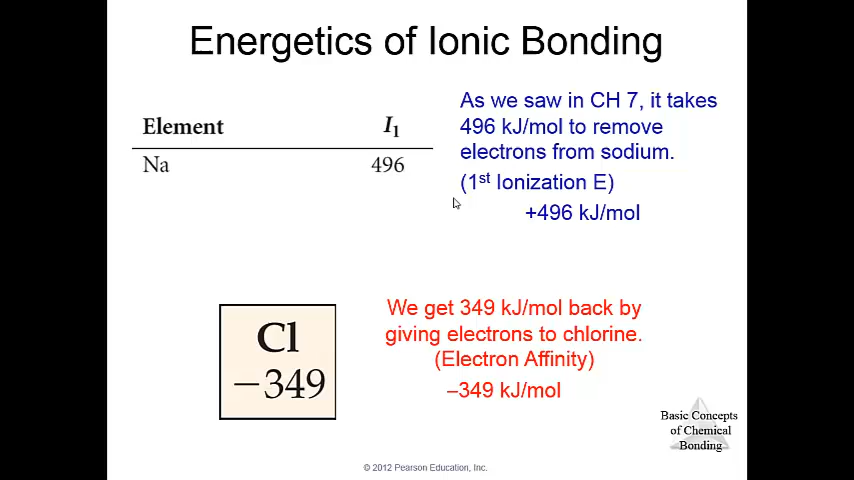 Energetics of Ionic Bonding
Element I1
Na 496
As we saw in CH 7, it takes
496 kJ/mol to remove
electrons from sodium.
(1st Ionization E)
+496 kJ/mol
Cl
−349
We get 349 kJ/mol back by
giving electrons to chlorine.
(Electron Affinity)
–349 kJ/mol
Basic Concepts
of Chemical
Bonding
© 2012 Pearson Education, Inc.